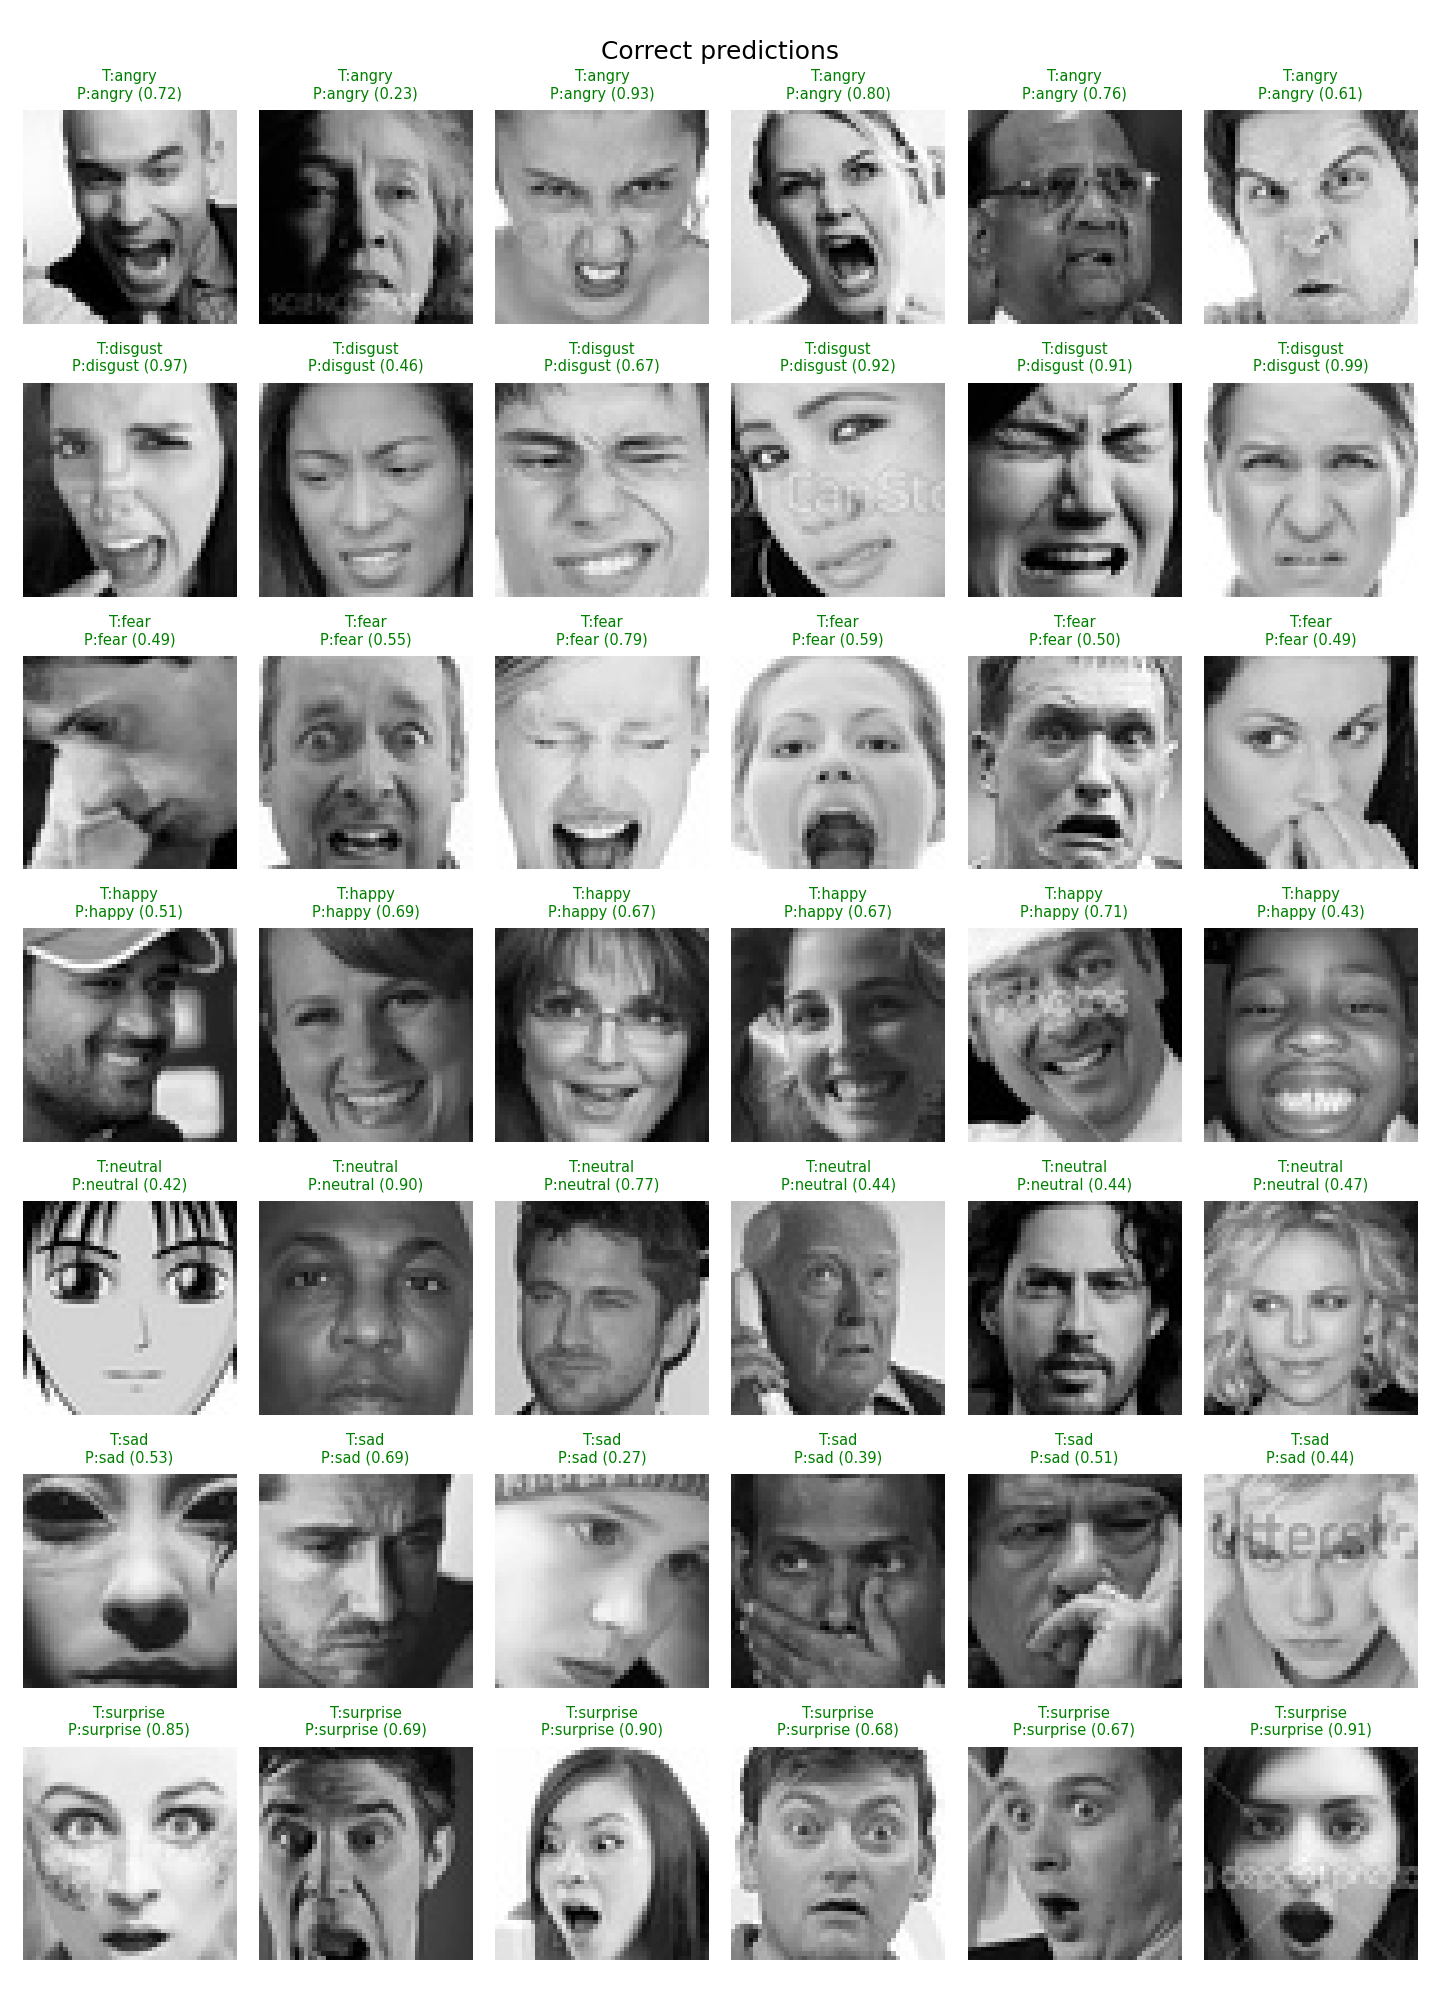 Correct predictions
T:angry T:angry T:angry T:angry T:angry T:angry
P:angry (0.72) P:angry (0.23) P:angry (0.93) P:angry (0.80) P:angry (0.76) P:angry (0.61)
SCIENCE
T:disgust T:disgust T:disgust T:disgust T:disgust T:disgust
P:disgust (0.97) P:disgust (0.46) P:disgust (0.67) P:disgust (0.92) P:disgust (0.91) P:disgust (0.99)
CanSto
T:fear T:fear T:fear T:fear T:fear T:fear
P:fear (0.49) P:fear (0.55) P:fear (0.79) P:fear (0.59) P:fear (0.50) P:fear (0.49)
T:happy T:happy T:happy T:happy T:happy T:happy
P:happy (0.51) P:happy (0.69) P:happy (0.67) P:happy (0.67) P:happy (0.71) P:happy (0.43)
T:neutral T:neutral T:neutral T:neutral T:neutral T:neutral
P:neutral (0.42) P:neutral (0.90) P:neutral (0.77) P:neutral (0.44) P:neutral (0.44) P:neutral (0.47)
T:sad T:sad T:sad T:sad T:sad T:sad
P:sad (0.53) P:sad (0.69) P:sad (0.27) P:sad (0.39) P:sad (0.51) P:sad (0.44)
T:surprise T:surprise T:surprise T:surprise T:surprise T:surprise
P:surprise (0.85) P:surprise (0.69) P:surprise (0.90) P:surprise (0.68) P:surprise (0.67) P:surprise (0.91)